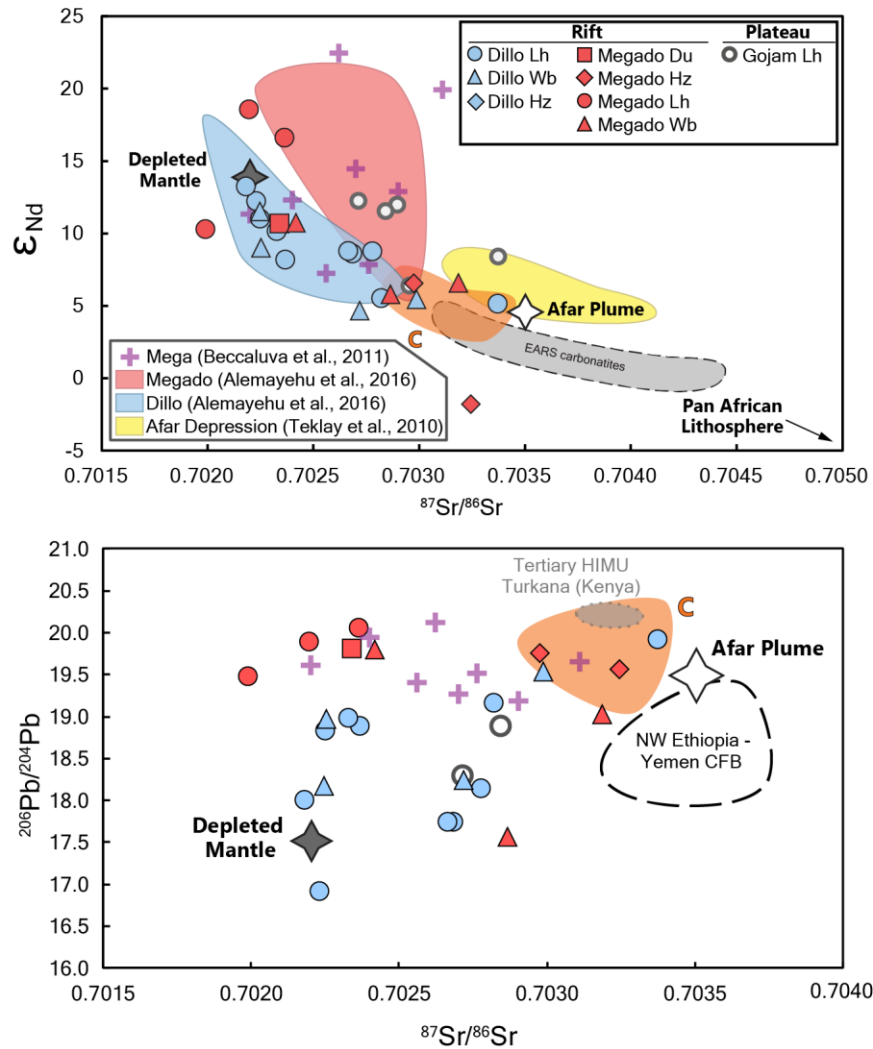 25
20
15
10
5
0
-5
εNd
0.7015
0.7020
0.7025
0.7030
0.7035
0.7040
0.7045
0.7050
⁸⁷Sr/⁸⁶Sr
Rift
Plateau
Dillo Lh
Megado Du
Gojam Lh
Dillo Wb
Megado Hz
Dillo Hz
Megado Lh
Megado Wb
Depleted
Mantle
Afar Plume
C
EARS carbonatites
Pan African
Lithosphere
Mega (Beccaluva et al., 2011)
Megado (Alemayehu et al., 2016)
Dillo (Alemayehu et al., 2016)
Afar Depression (Teklay et al., 2010)
21.0
20.5
20.0
19.5
19.0
18.5
18.0
17.5
17.0
16.5
16.0
²⁰⁶Pb/²⁰⁴Pb
Tertiary HIMU
Turkana (Kenya)
C
Afar Plume
NW Ethiopia -
Yemen CFB
Depleted
Mantle
0.7015
0.7020
0.7025
0.7030
0.7035
0.7040
⁸⁷Sr/⁸⁶Sr